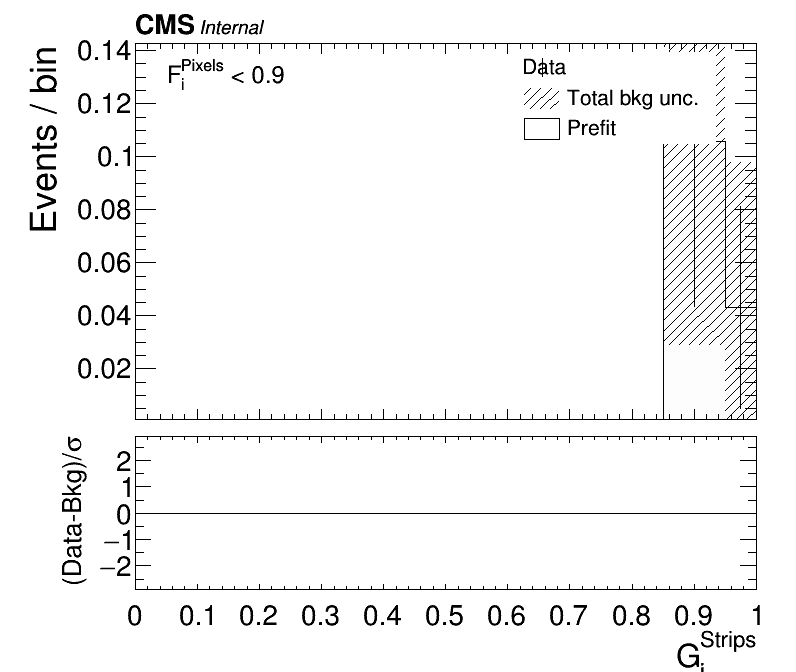 CMS Internal
Events / bin
0.14
0.12
0.1
0.08
0.06
0.04
0.02
F_i^Pixels < 0.9
Data
Total bkg unc.
Prefit
(Data-Bkg)/σ
2
1
0
−1
−2
0 0.1 0.2 0.3 0.4 0.5 0.6 0.7 0.8 0.9 1
G_i^Strips